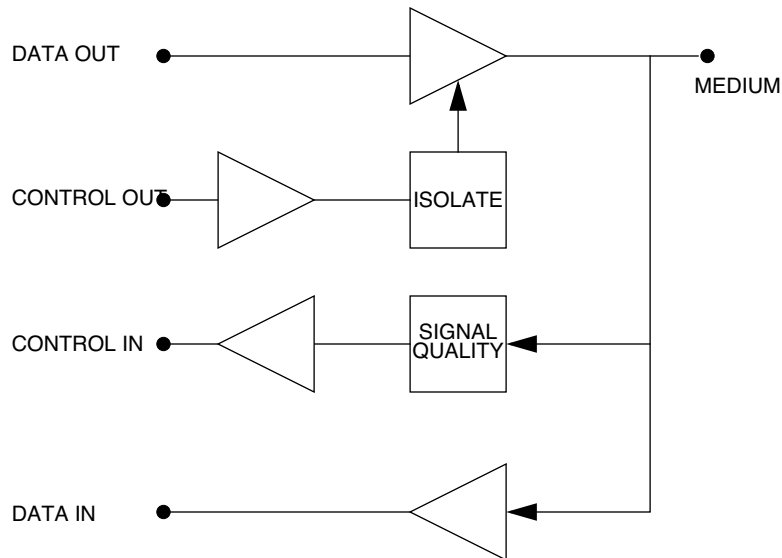 DATA OUT
MEDIUM
CONTROL OUT
ISOLATE
CONTROL IN
SIGNAL
QUALITY
DATA IN